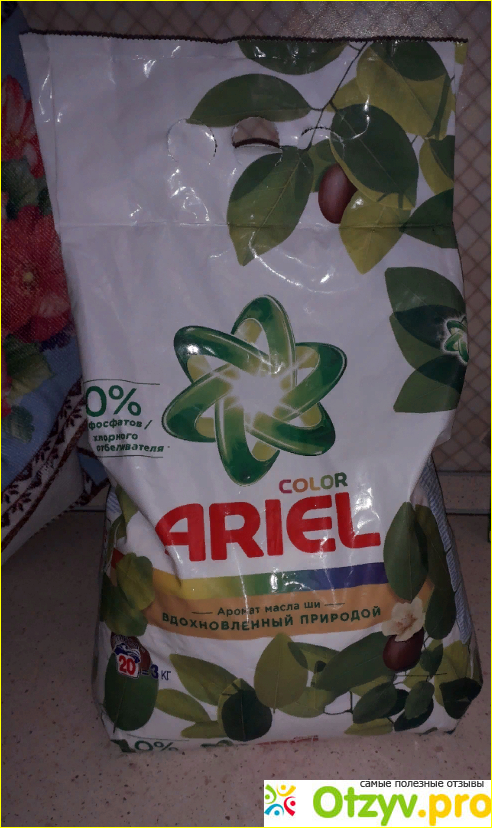 0%
фосфатов /
хлорного
отбеливателя
COLOR
ARIEL
Аромат масла ши
ВДОХНОВЛЕННЫЙ ПРИРОДОЙ
20
3 кг
0%
самые полезные отзывы
Otzyv.pro